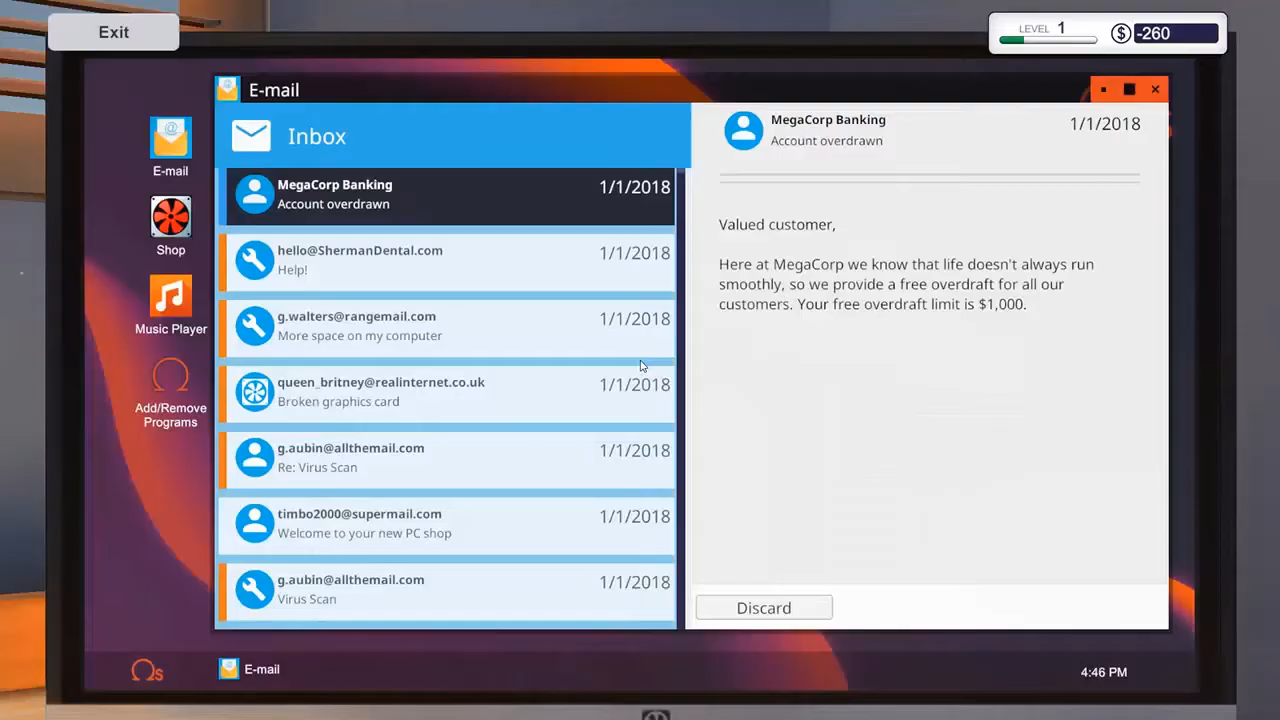 Exit
LEVEL 1
$ -260
E-mail
E-mail
Shop
Music Player
Add/Remove
Programs
Inbox
MegaCorp Banking
1/1/2018
Account overdrawn
hello@ShermanDental.com
1/1/2018
Help!
g.walters@rangemail.com
1/1/2018
More space on my computer
queen_britney@realinternet.co.uk
1/1/2018
Broken graphics card
g.aubin@allthemail.com
1/1/2018
Re: Virus Scan
timbo2000@supermail.com
1/1/2018
Welcome to your new PC shop
g.aubin@allthemail.com
1/1/2018
Virus Scan
MegaCorp Banking
1/1/2018
Account overdrawn
Valued customer,
Here at MegaCorp we know that life doesn't always run
smoothly, so we provide a free overdraft for all our
customers. Your free overdraft limit is $1,000.
Discard
Ωs
E-mail
4:46 PM